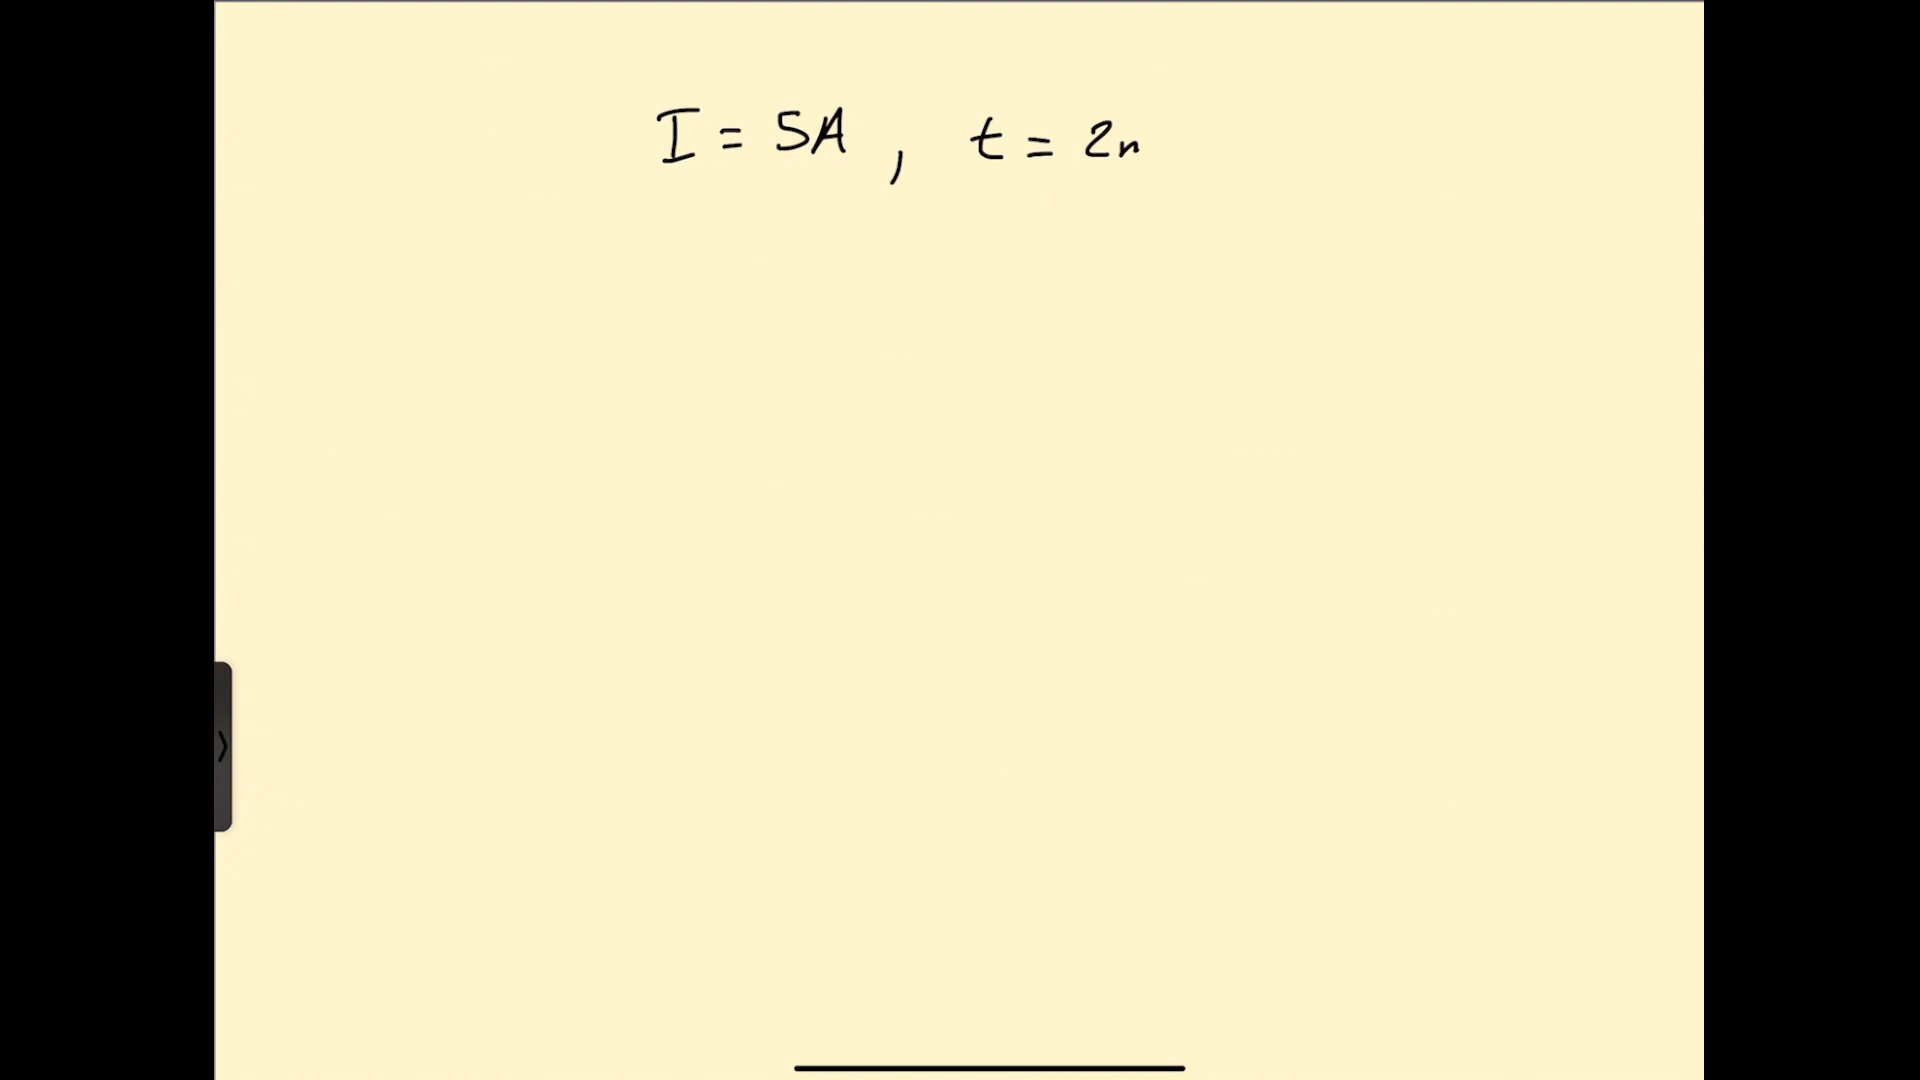 I = 5A , t = 2n